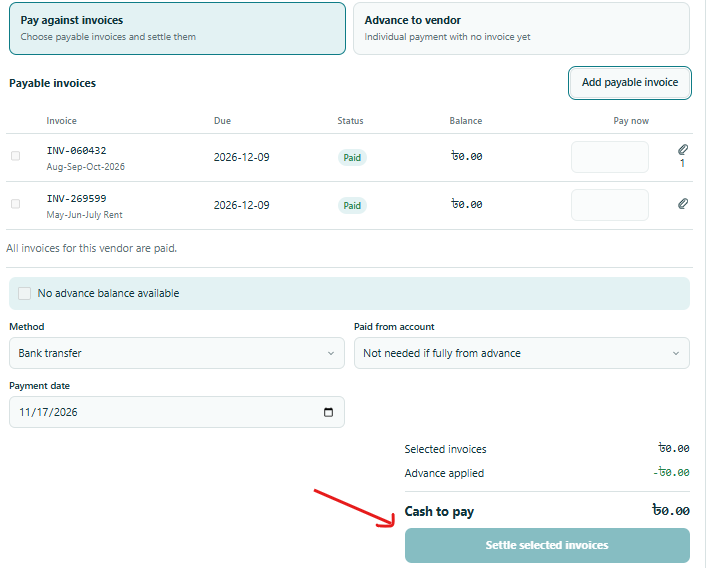 Pay against invoices
Choose payable invoices and settle them
Advance to vendor
Individual payment with no invoice yet
Payable invoices
Add payable invoice
Invoice Due Status Balance Pay now
INV-060432 2026-12-09 Paid ৳0.00
Aug-Sep-Oct-2026 1
INV-269599 2026-12-09 Paid ৳0.00
May-Jun-July Rent
All invoices for this vendor are paid.
No advance balance available
Method Paid from account
Bank transfer Not needed if fully from advance
Payment date
11/17/2026
Selected invoices ৳0.00
Advance applied -৳0.00
Cash to pay ৳0.00
Settle selected invoices